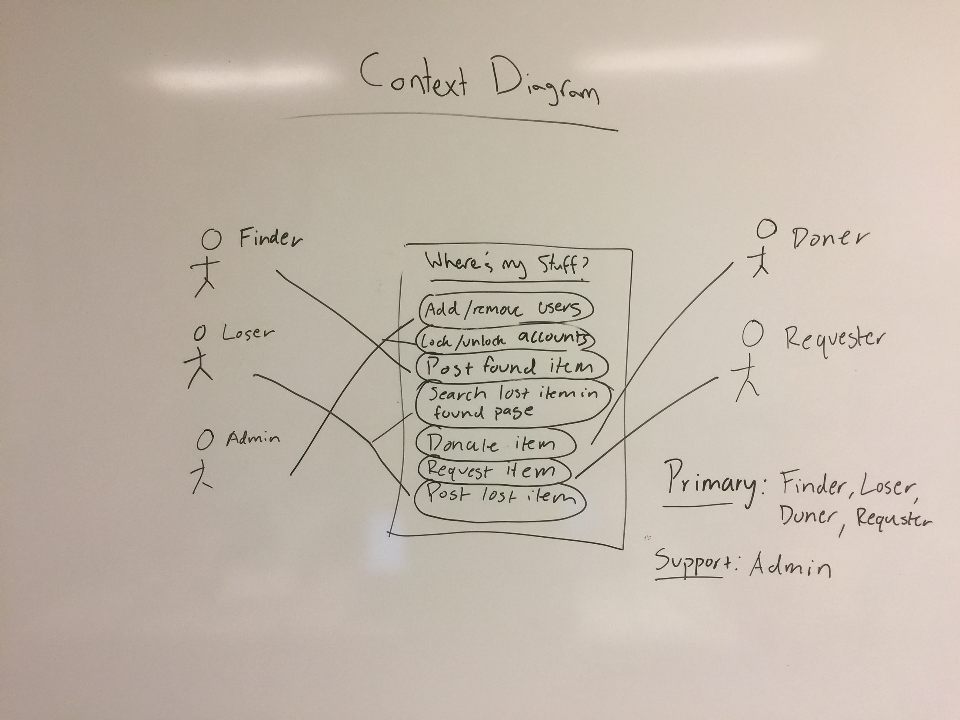 Context Diagram
Finder
Loser
Admin
Where's my Stuff?
Add/remove users
Lock/unlock accounts
Post found item
Search lost item in
found page
Donate item
Request item
Post lost item
Doner
Requester
Primary: Finder, Loser,
Duner, Requster
Support: Admin